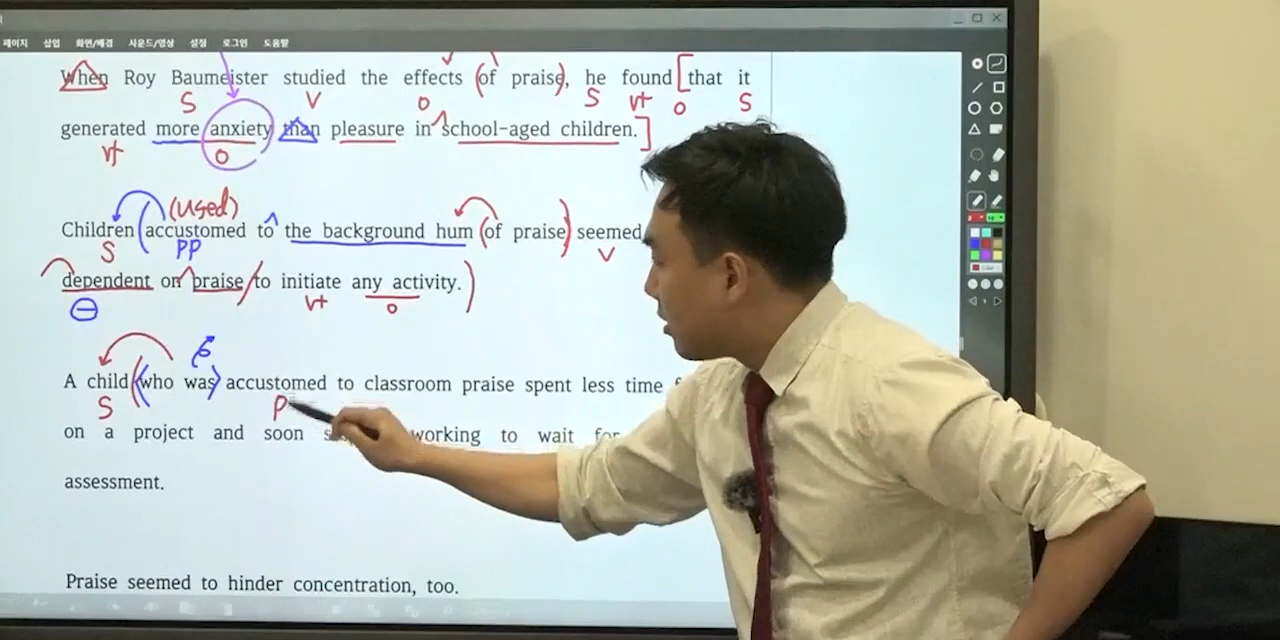 페이지 삽입 화면/배경 사운드/영상 설정 로그인 도움말
When Roy Baumeister studied the effects (of praise), he found [that it
S V O S vt O S
generated more anxiety than pleasure in school-aged children.]
vt O
(used)
Children (accustomed to the background hum (of praise) seemed
S PP V
dependent on praise/to initiate any activity.)
vt O
A child (<who was> accustomed to classroom praise spent less time
S P
on a project and soon working to wait for
assessment.
Praise seemed to hinder concentration, too.